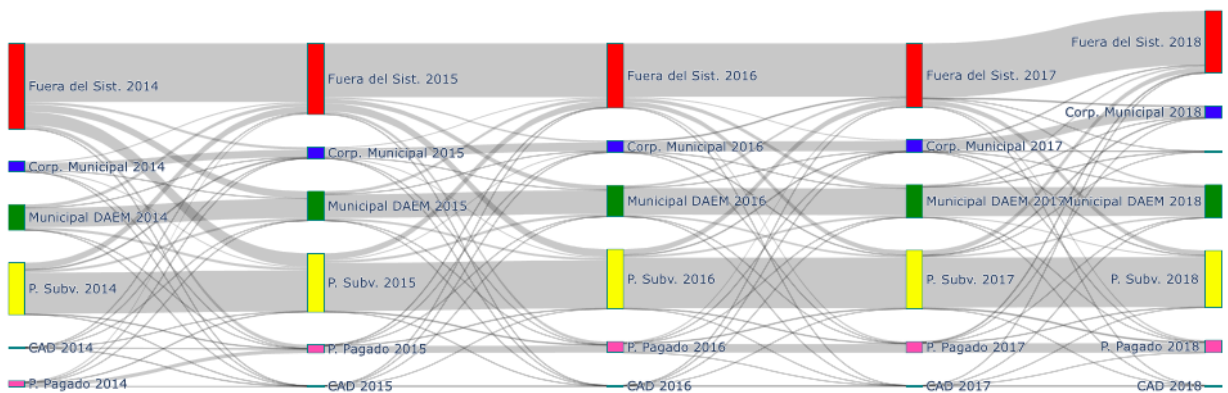 Fuera del Sist. 2014
Corp. Municipal 2014
Municipal DAEM 2014
P. Subv. 2014
CAD 2014
P. Pagado 2014
Fuera del Sist. 2015
Corp. Municipal 2015
Municipal DAEM 2015
P. Subv. 2015
P. Pagado 2015
CAD 2015
Fuera del Sist. 2016
Corp. Municipal 2016
Municipal DAEM 2016
P. Subv. 2016
P. Pagado 2016
CAD 2016
Fuera del Sist. 2017
Corp. Municipal 2017
Municipal DAEM 2017
P. Subv. 2017
P. Pagado 2017
CAD 2017
Fuera del Sist. 2018
Corp. Municipal 2018
Municipal DAEM 2018
P. Subv. 2018
P. Pagado 2018
CAD 2018